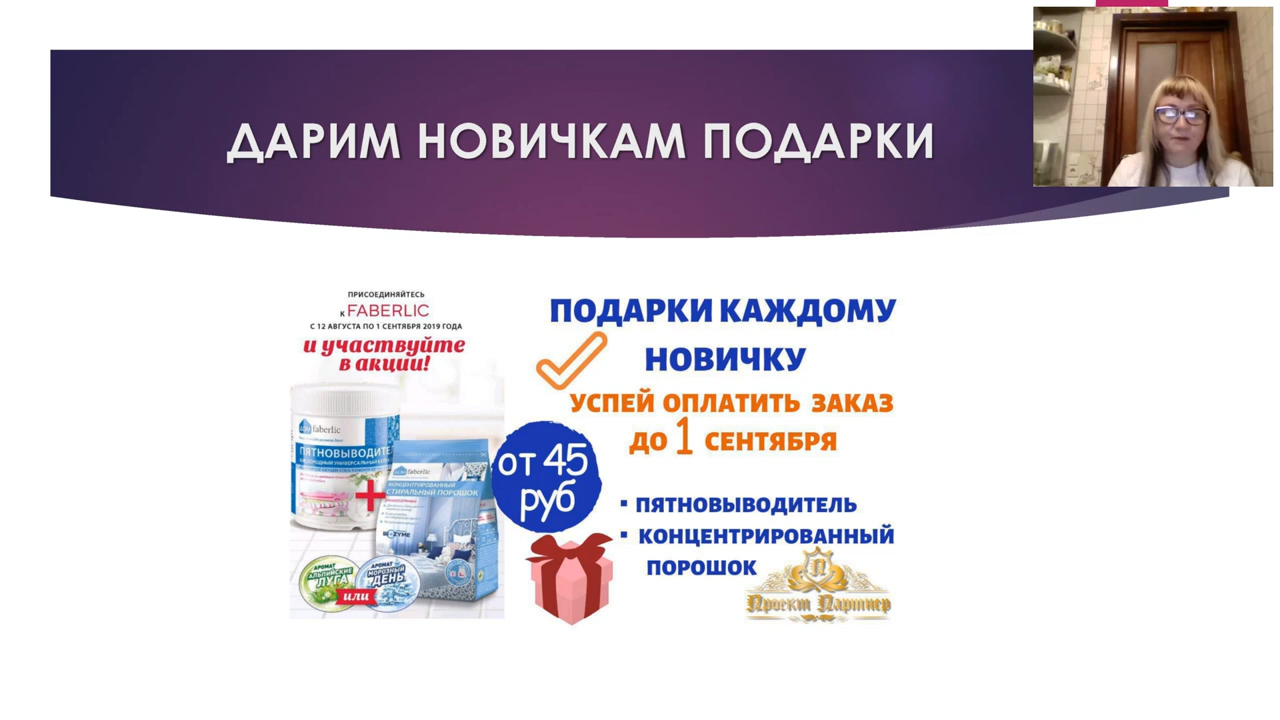 ДАРИМ НОВИЧКАМ ПОДАРКИ
ПРИСОЕДИНЯЙТЕСЬ
К FABERLIC
С 12 АВГУСТА ПО 1 СЕНТЯБРЯ 2019 ГОДА
и участвуйте
в акции!
faberlic
ПЯТНОВЫВОДИТЕЛ
faberlic
КОНЦЕНТРИРОВАННЫЙ
СТИРАЛЬНЫЙ ПОРОШОК
АРОМАТ
АЛЬПИЙСКИЕ
ЛУГА
или
АРОМАТ
МОРОЗНЫЙ
ДЕНЬ
от 45
руб
ПОДАРКИ КАЖДОМУ
НОВИЧКУ
УСПЕЙ ОПЛАТИТЬ ЗАКАЗ
ДО 1 СЕНТЯБРЯ
▪ ПЯТНОВЫВОДИТЕЛЬ
▪ КОНЦЕНТРИРОВАННЫЙ
ПОРОШОК
П
Проект Партнер